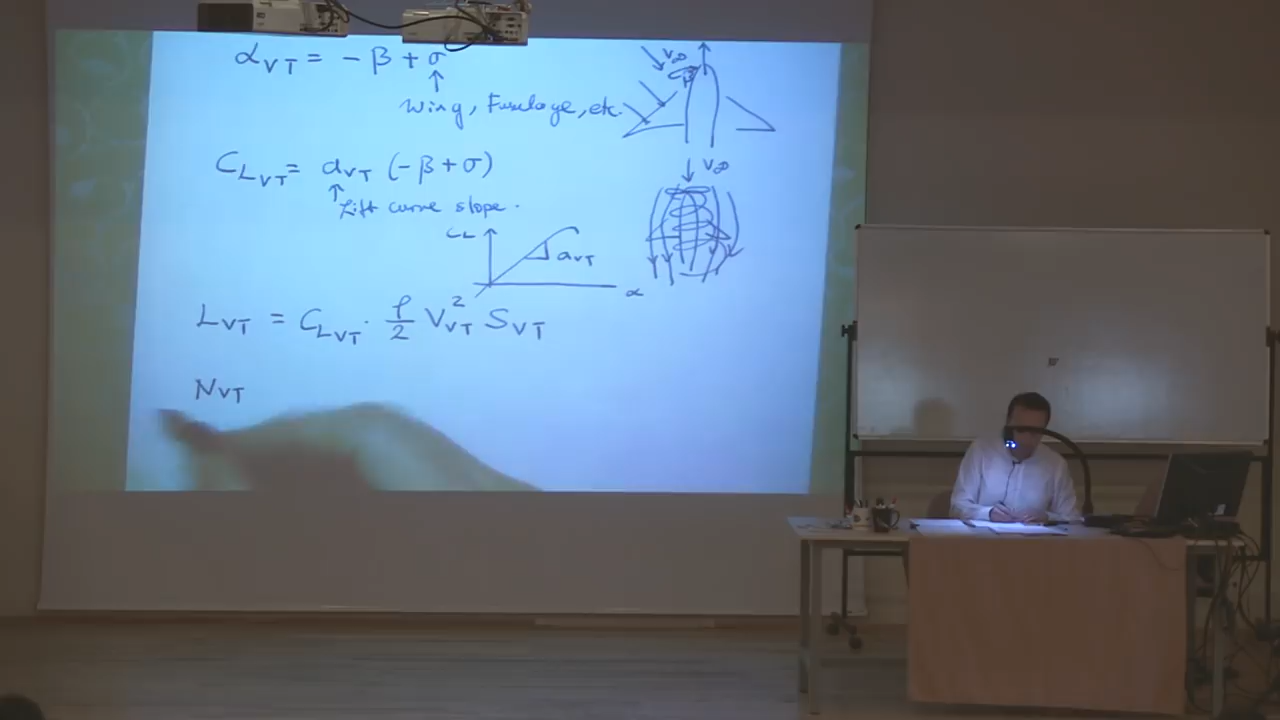 α_VT = - β + σ
↑
Wing, Fuselage, etc.
V∞
β
C_L_VT = a_VT (-β + σ)
↑
Lift curve slope.
V∞
C_L
a_VT
α
L_VT = C_L_VT · ρ/2 V_VT² S_VT
N_VT